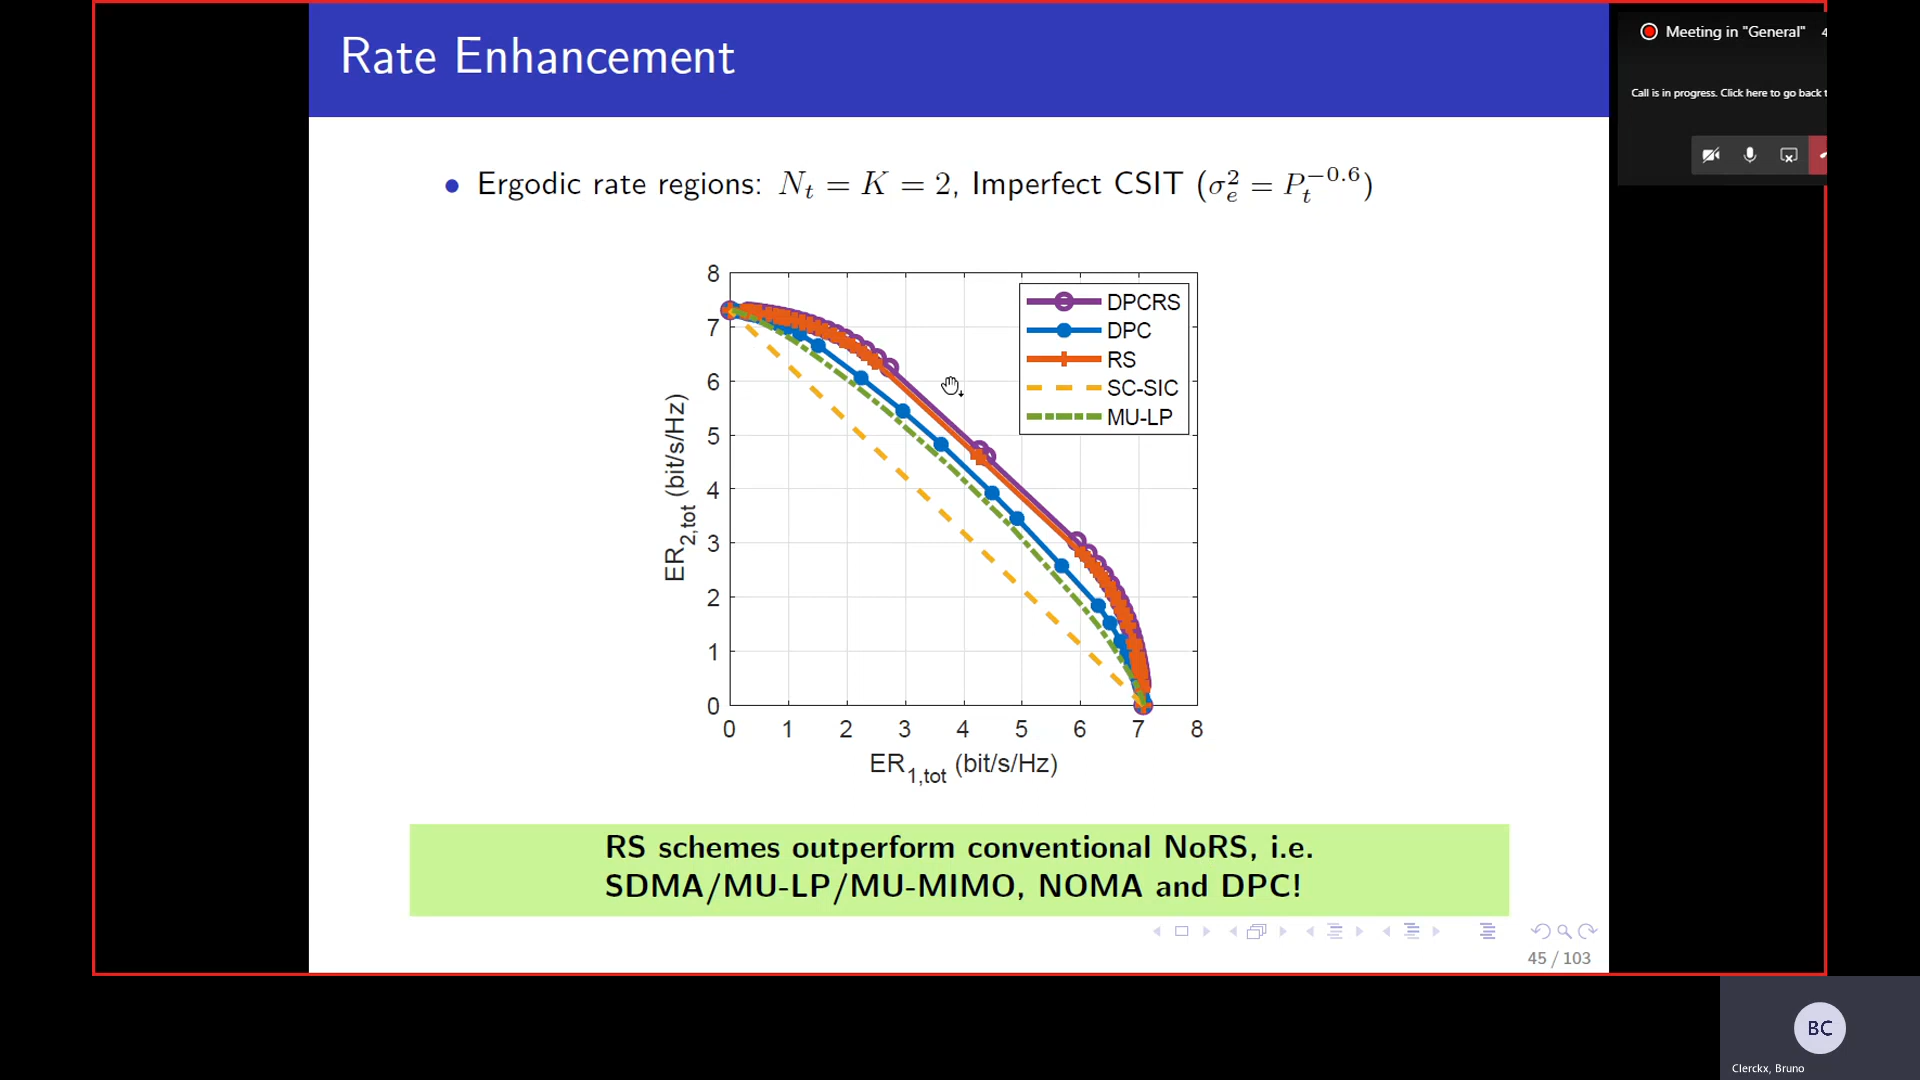 Rate Enhancement
Meeting in "General" 4
Call is in progress. Click here to go back t
• Ergodic rate regions: N_t = K = 2, Imperfect CSIT (σ_e^2 = P_t^{-0.6})
DPCRS
DPC
RS
SC-SIC
MU-LP
8
7
6
5
4
3
2
1
0
ER_{2,tot} (bit/s/Hz)
0 1 2 3 4 5 6 7 8
ER_{1,tot} (bit/s/Hz)
RS schemes outperform conventional NoRS, i.e.
SDMA/MU-LP/MU-MIMO, NOMA and DPC!
45 / 103
BC
Clerckx, Bruno